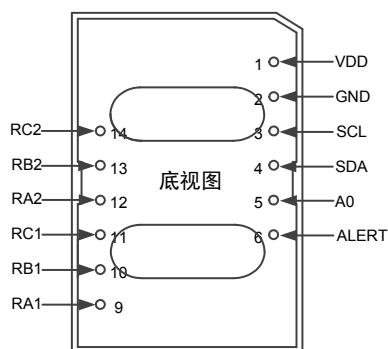 1 VDD
2 GND
RC2 14 3 SCL
RB2 13 4 SDA
底视图
RA2 12 5 A0
RC1 11 6 ALERT
RB1 10
RA1 9